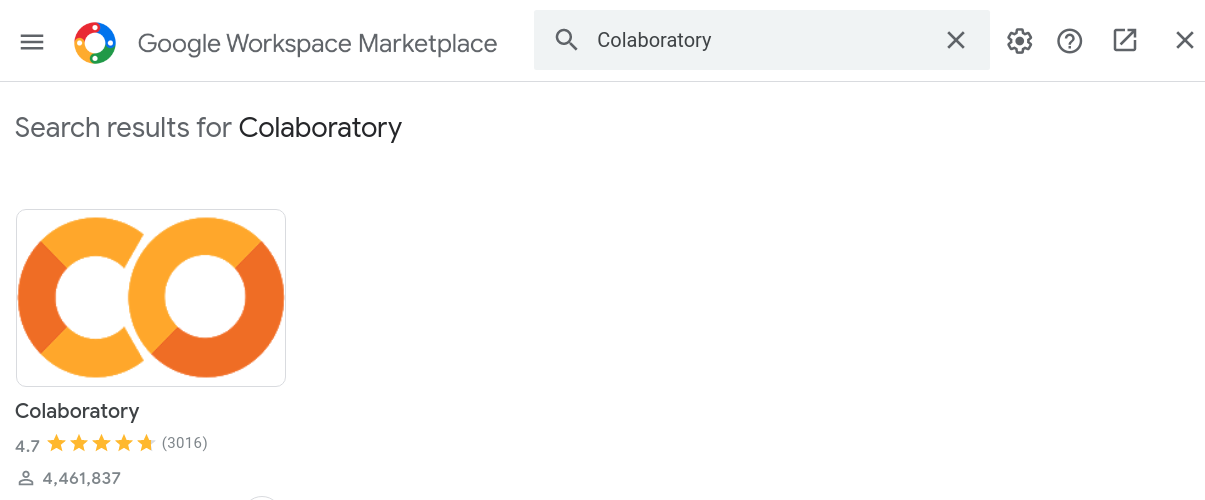 Google Workspace Marketplace
Colaboratory
Search results for Colaboratory
Colaboratory
4.7 (3016)
4,461,837